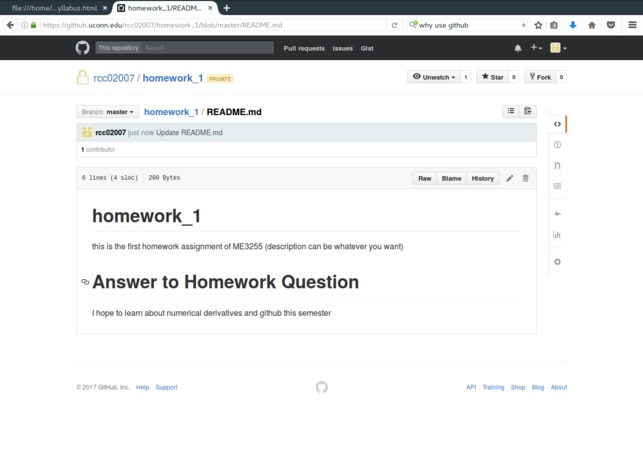 file:///home/...yllabus.html
homework_1/READM...
https://github.uconn.edu/rcc02007/homework_1/blob/master/README.md
why use github
This repository
Search
Pull requests
Issues
Gist
rcc02007 / homework_1 PRIVATE
Unwatch 1
Star 0
Fork 0
Branch: master
homework_1 / README.md
rcc02007 just now Update README.md
1 contributor
6 lines (4 sloc) 200 Bytes
Raw
Blame
History
homework_1
this is the first homework assignment of ME3255 (description can be whatever you want)
Answer to Homework Question
I hope to learn about numerical derivatives and github this semester
© 2017 GitHub, Inc. Help Support
API Training Shop Blog About